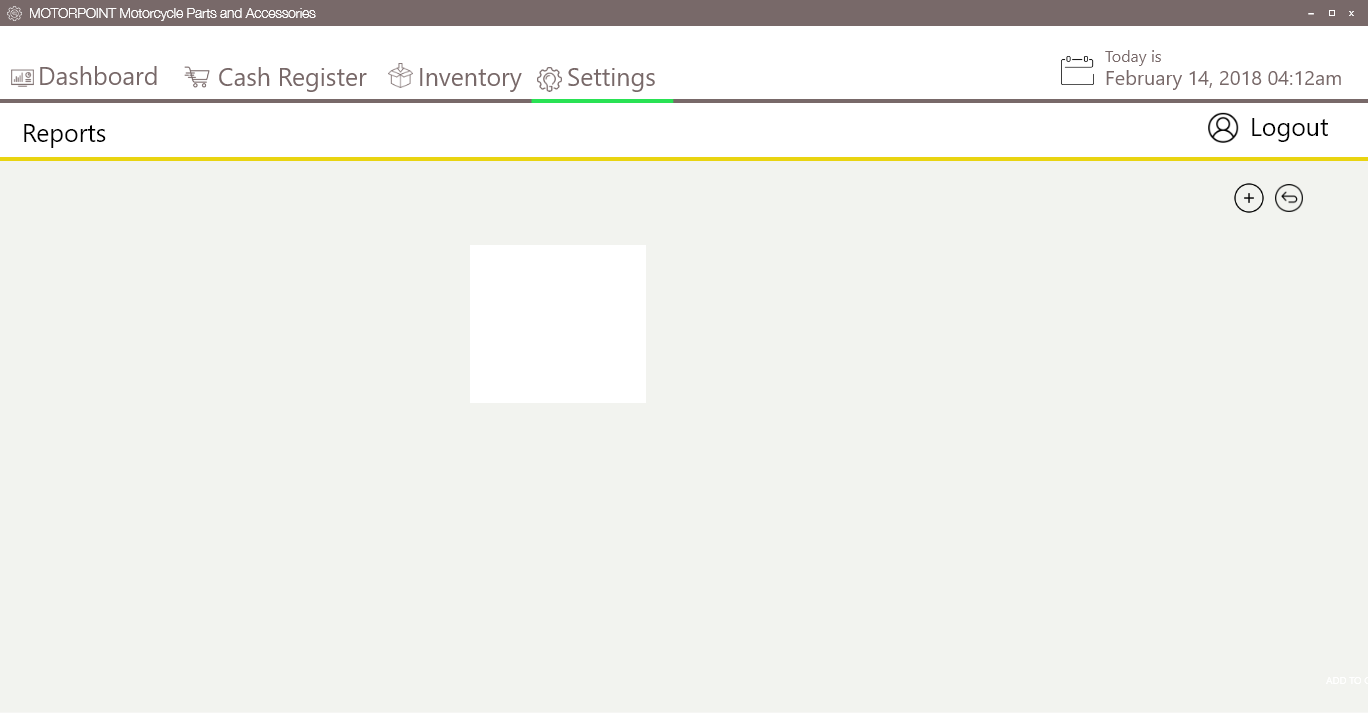 MOTORPOINT Motorcycle Parts and Accessories
Dashboard
Cash Register
Inventory
Settings
Today is
February 14, 2018 04:12am
Reports
Logout
ADD TO